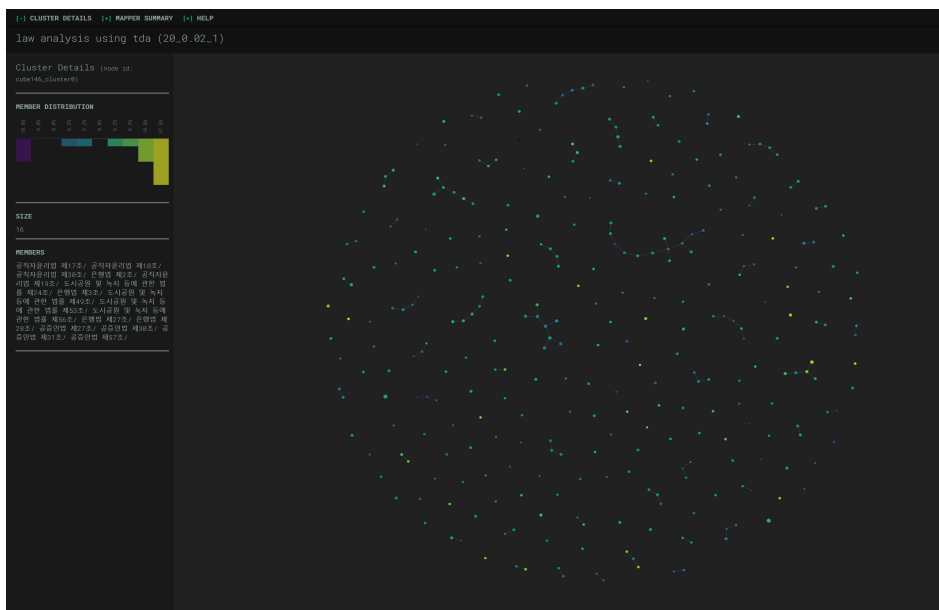 [-] CLUSTER DETAILS [+] MAPPER SUMMARY [+] HELP
law analysis using tda (20_0.02_1)
Cluster Details (node id:
cube146_cluster0)
MEMBER DISTRIBUTION
SIZE
16
MEMBERS
공직자윤리법 제17조/ 공직자윤리법 제18조/
공직자윤리법 제30조/ 은행법 제2조/ 공직자윤
리법 제19조/ 도시공원 및 녹지 등에 관한 법
률 제24조/ 은행법 제3조/ 도시공원 및 녹지
등에 관한 법률 제49조/ 도시공원 및 녹지 등
에 관한 법률 제53조/ 도시공원 및 녹지 등에
관한 법률 제56조/ 은행법 제27조/ 은행법 제
28조/ 공증인법 제27조/ 공증인법 제30조/ 공
증인법 제31조/ 공증인법 제57조/